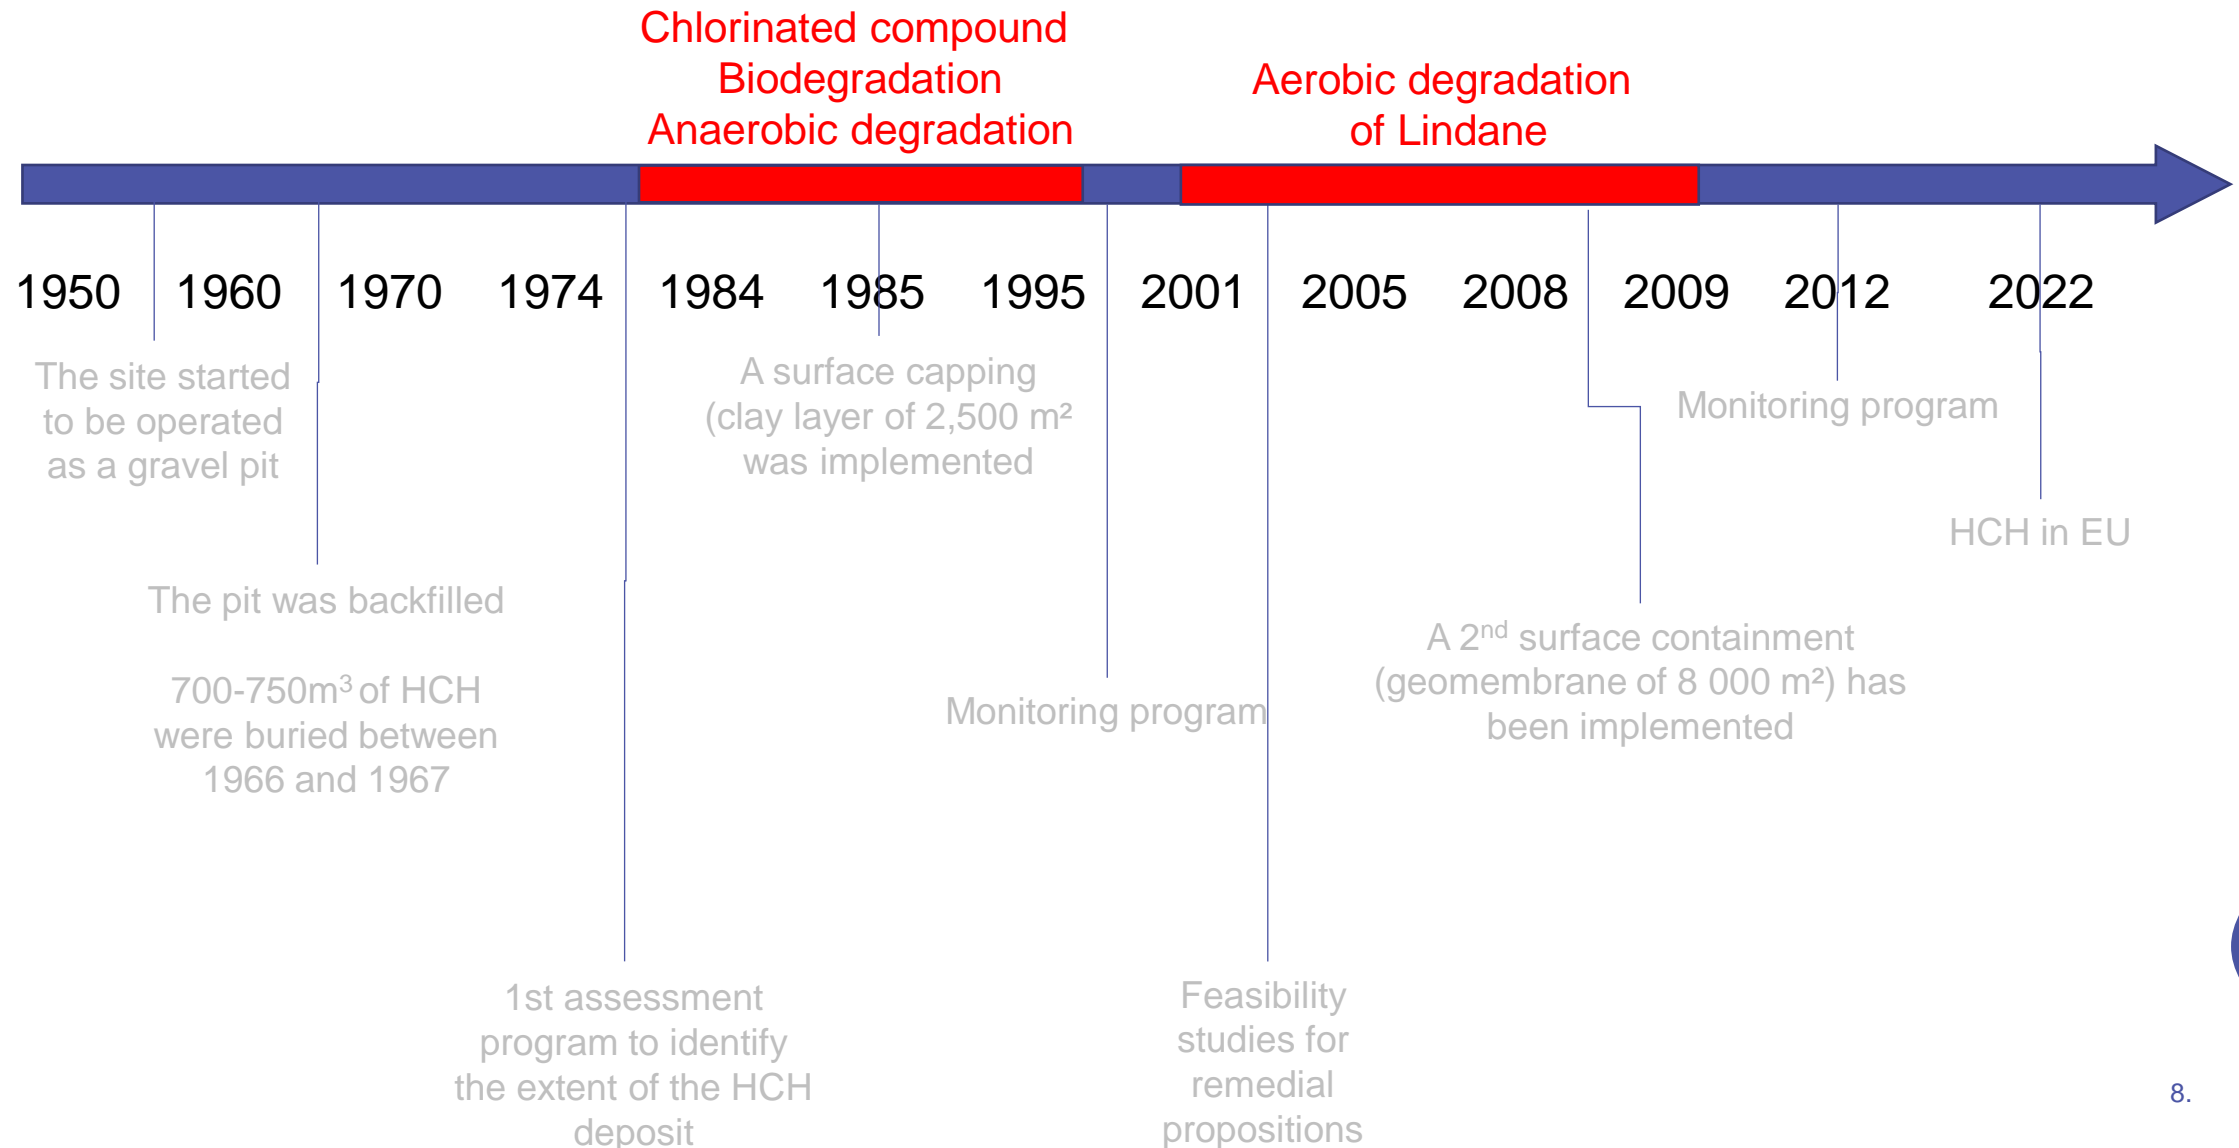 Chlorinated compound
Biodegradation
Anaerobic degradation
Aerobic degradation
of Lindane
1950 1960 1970 1974 1984 1985 1995 2001 2005 2008 2009 2012 2022
The site started
to be operated
as a gravel pit
The pit was backfilled
700-750m³ of HCH
were buried between
1966 and 1967
1st assessment
program to identify
the extent of the HCH
deposit
A surface capping
(clay layer of 2,500 m²
was implemented
Monitoring program
Feasibility
studies for
remedial
propositions
A 2nd surface containment
(geomembrane of 8 000 m²) has
been implemented
Monitoring program
HCH in EU
8.